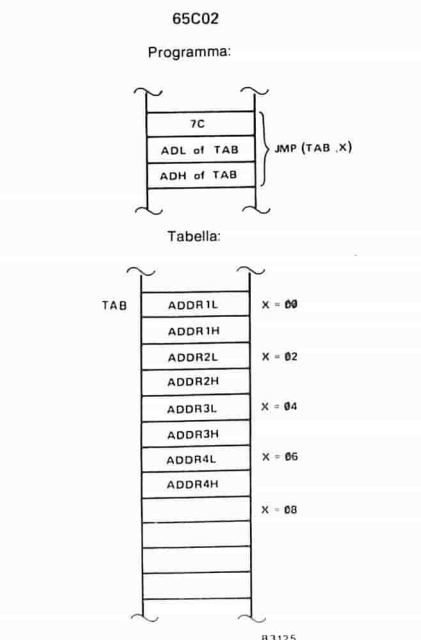 65C02
Programma:
7C
ADL of TAB
JMP (TAB ,X)
ADH of TAB
Tabella:
TAB
ADDR1L
X = 00
ADDR1H
ADDR2L
X = 02
ADDR2H
ADDR3L
X = 04
ADDR3H
ADDR4L
X = 06
ADDR4H
X = 08
83125